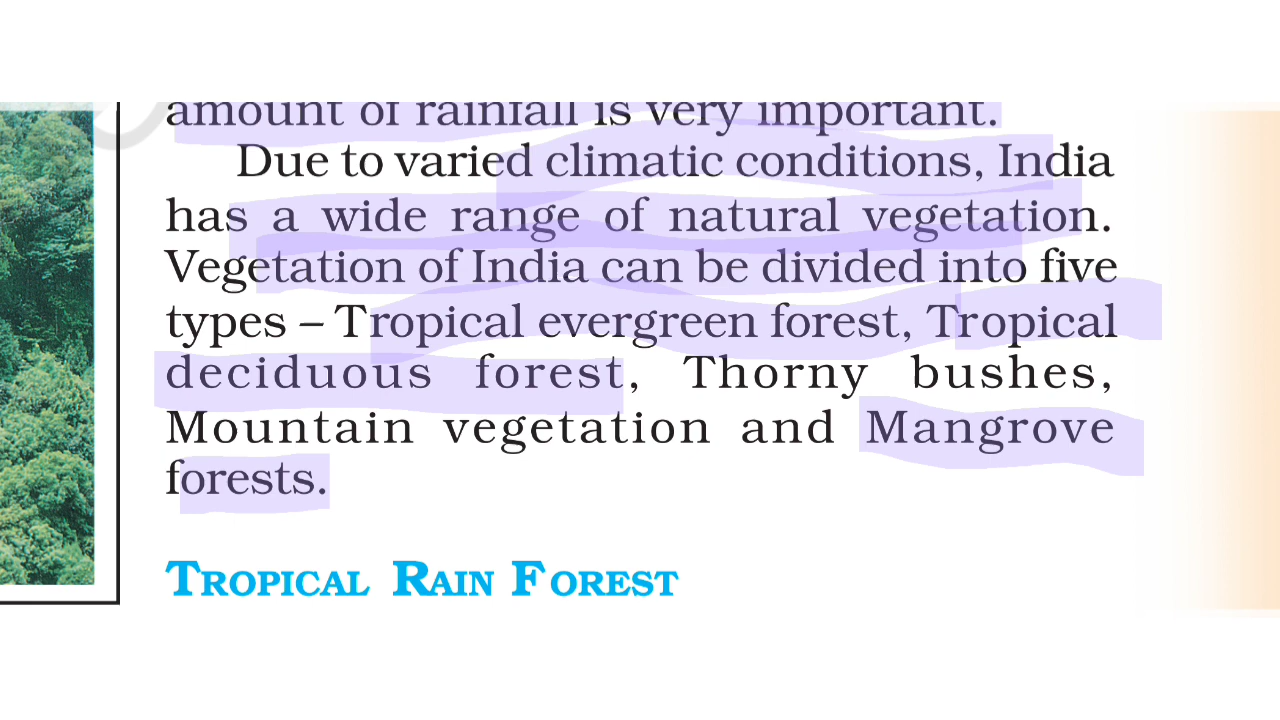 amount of rainfall is very important.
Due to varied climatic conditions, India
has a wide range of natural vegetation.
Vegetation of India can be divided into five
types – Tropical evergreen forest, Tropical
deciduous forest, Thorny bushes,
Mountain vegetation and Mangrove
forests.
TROPICAL RAIN FOREST